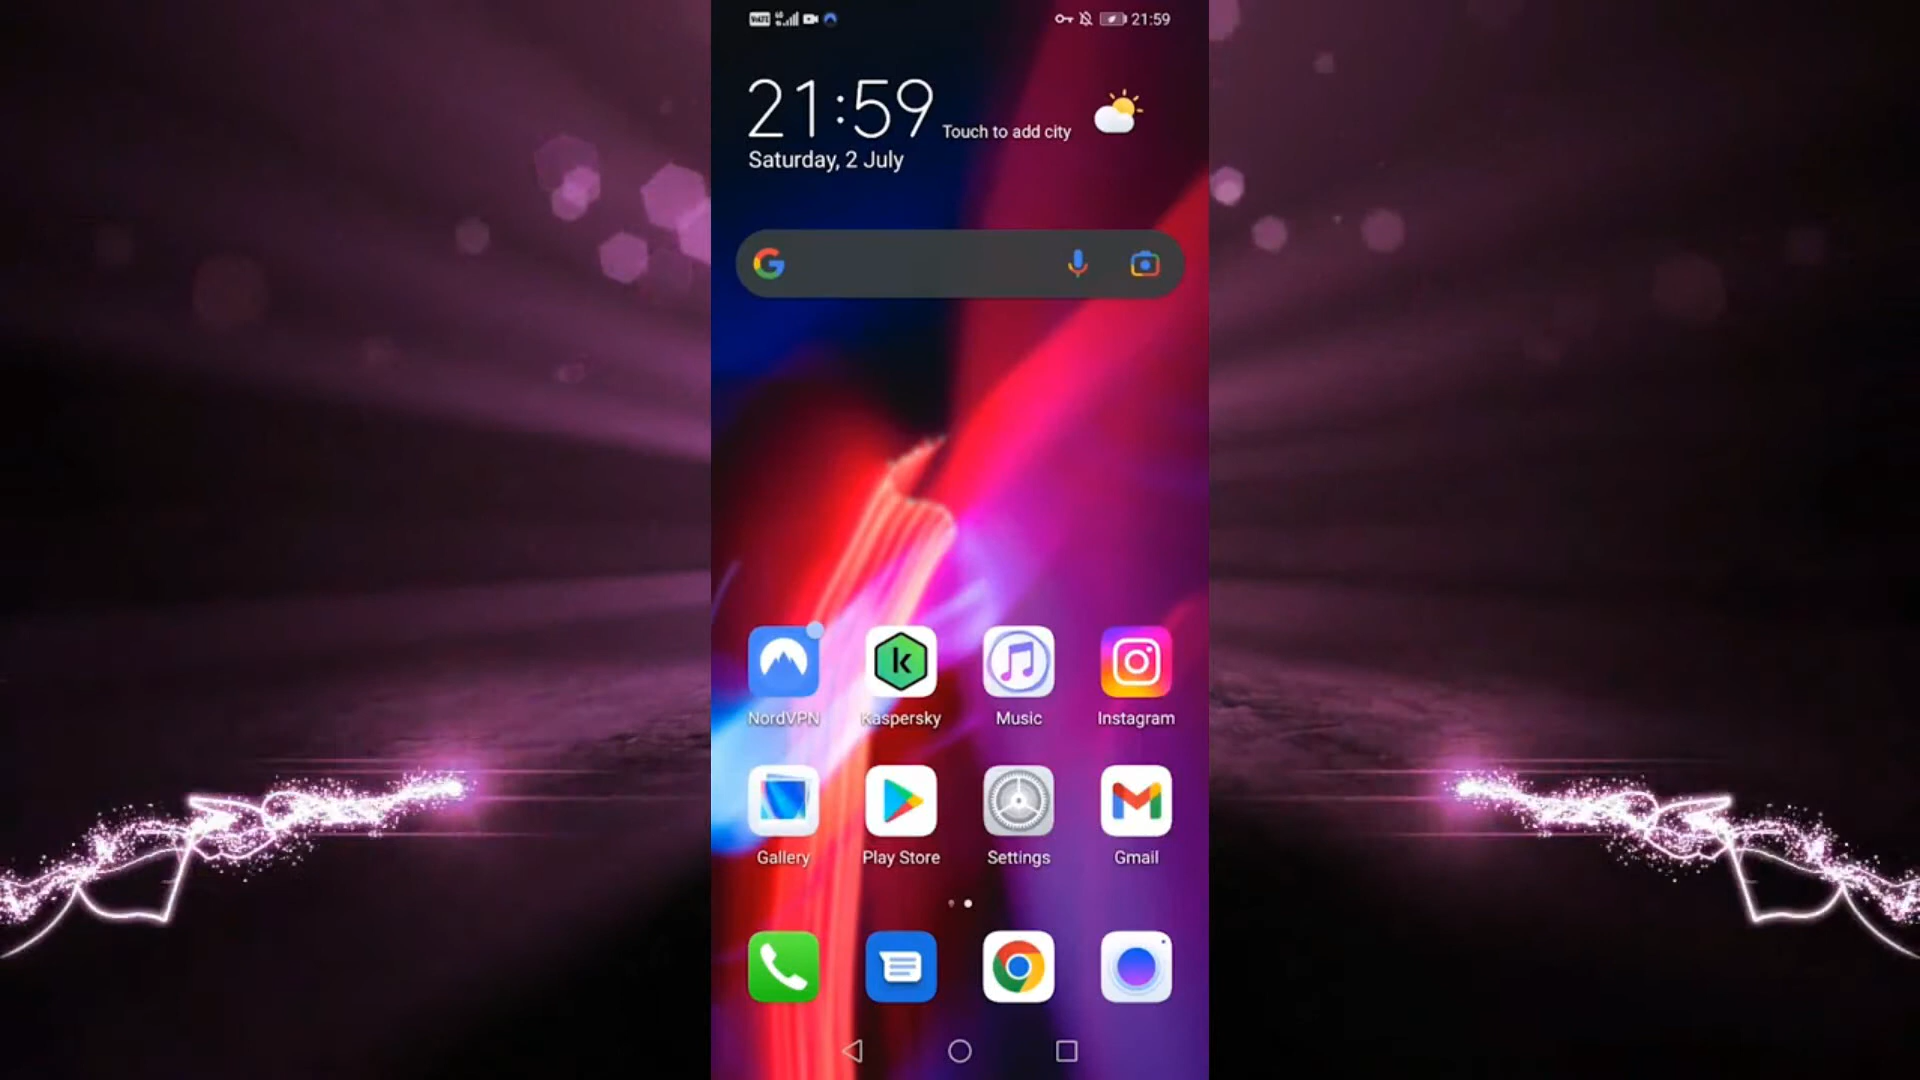 VoLTE 21:59
21:59
Touch to add city
Saturday, 2 July
NordVPN Kaspersky Music Instagram
Gallery Play Store Settings Gmail